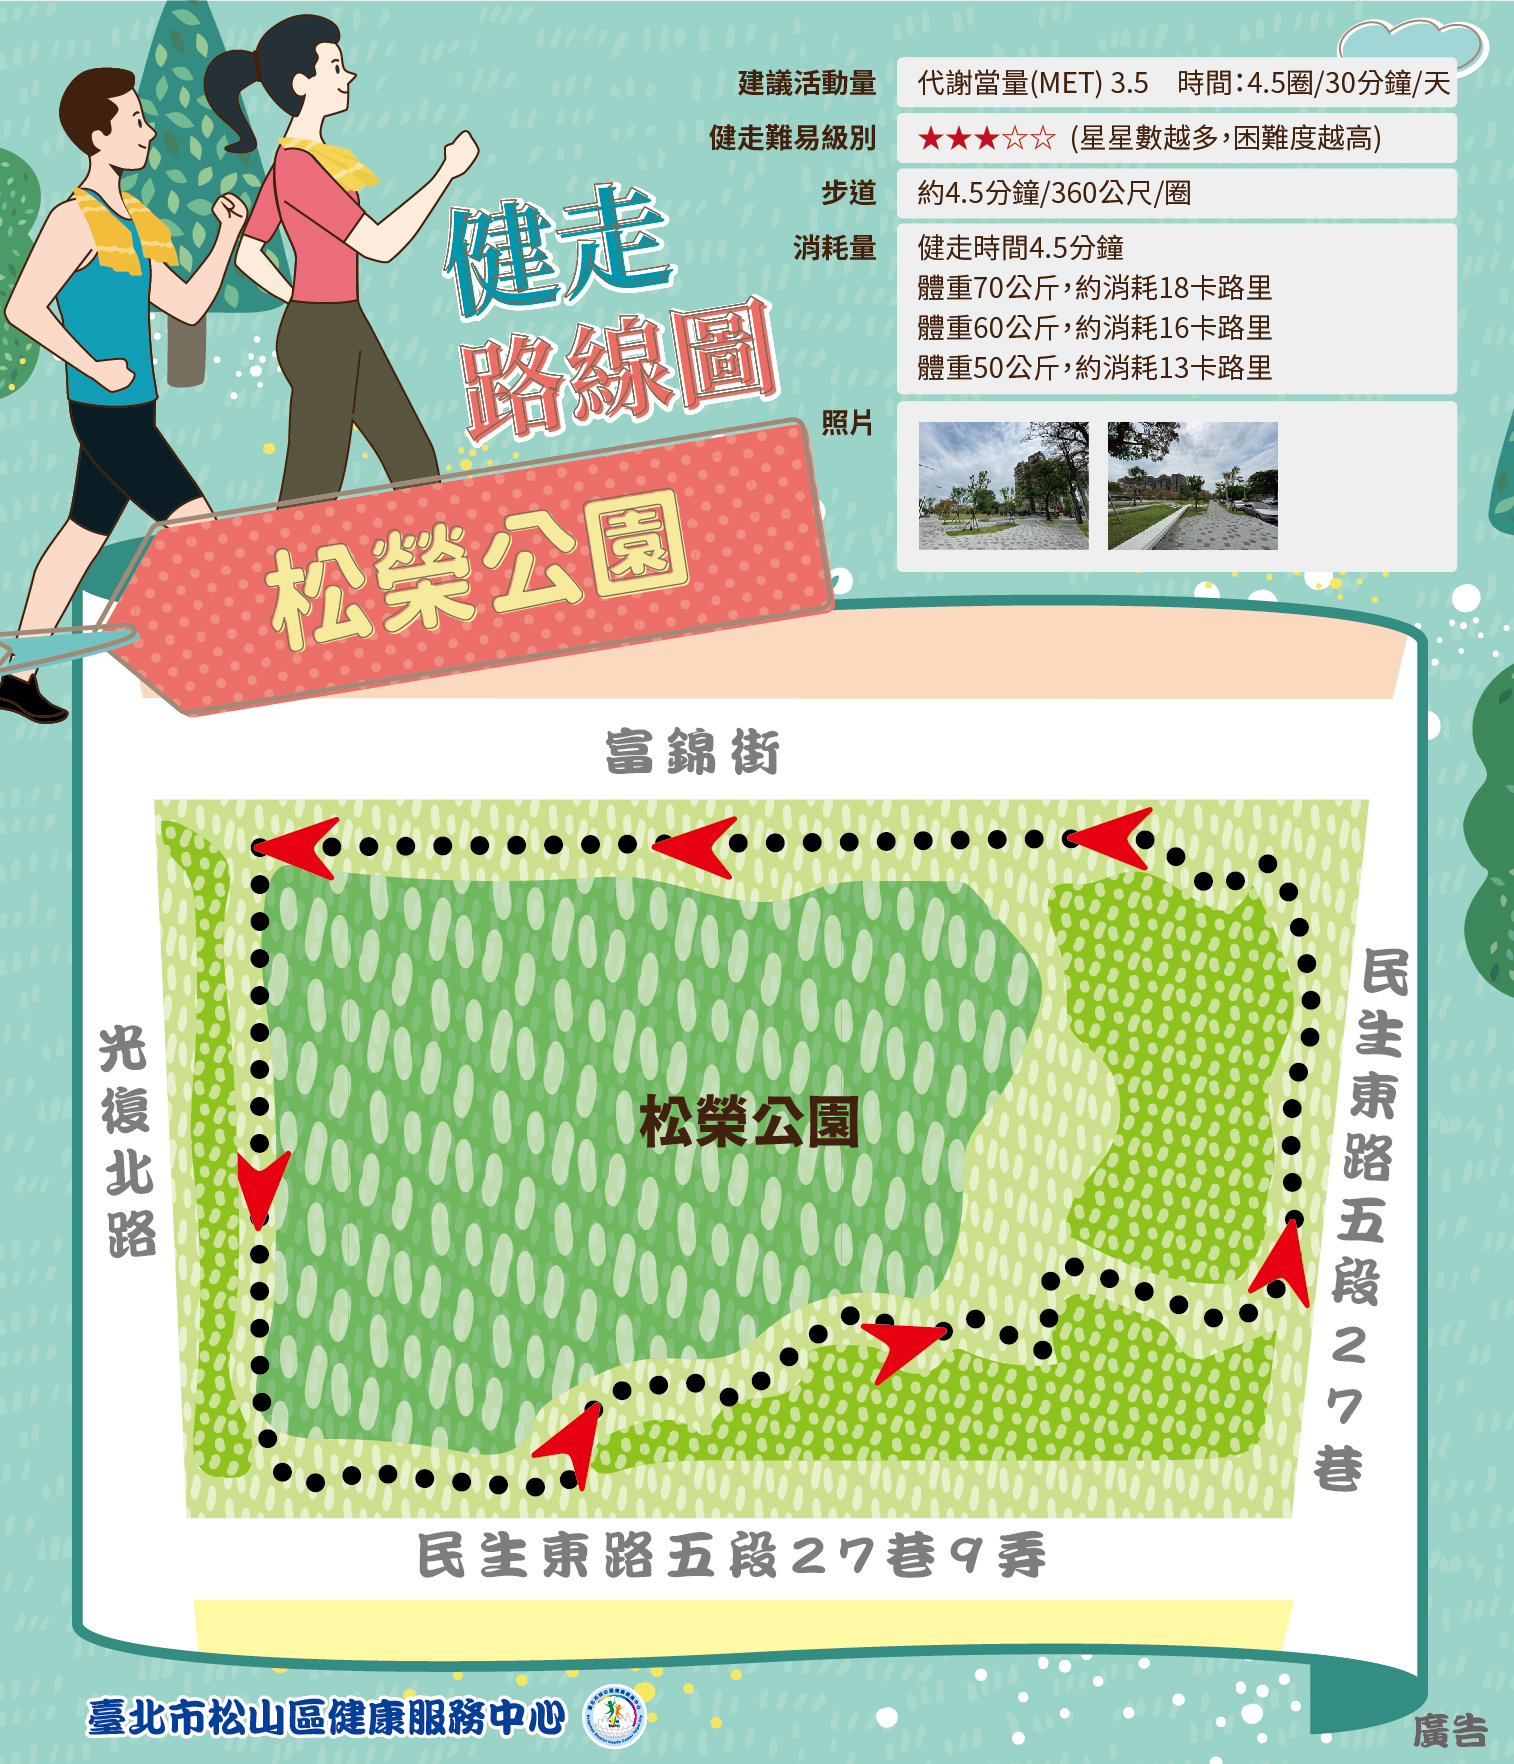 建議活動量
代謝當量(MET) 3.5　時間：4.5圈/30分鐘/天
健走難易級別
★★★☆☆ (星星數越多，困難度越高)
步道
約4.5分鐘/360公尺/圈
消耗量
健走時間4.5分鐘
體重70公斤，約消耗18卡路里
體重60公斤，約消耗16卡路里
體重50公斤，約消耗13卡路里
照片
健走
路線圖
松榮公園
富錦街
光復北路
松榮公園
民生東路五段27巷
民生東路五段27巷9弄
臺北市松山區健康服務中心
廣告